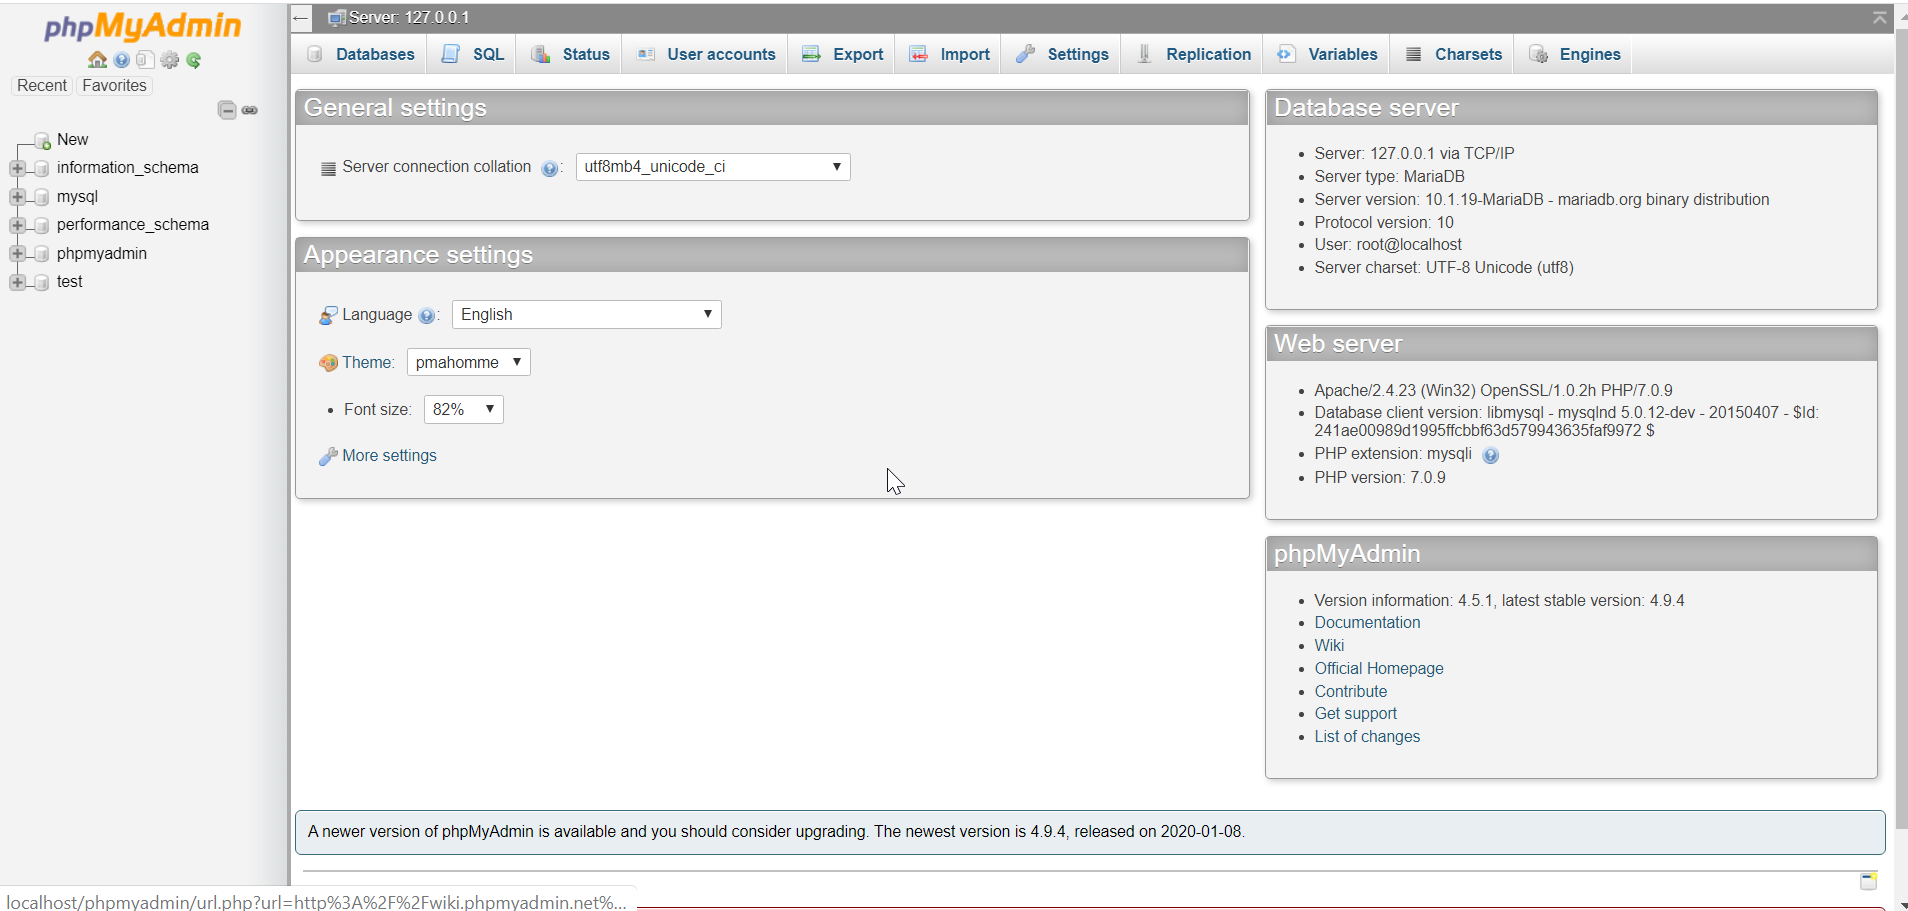 phpMyAdmin
Recent Favorites
New
information_schema
mysql
performance_schema
phpmyadmin
test
Server: 127.0.0.1
Databases SQL Status User accounts Export Import Settings Replication Variables Charsets Engines
General settings
Server connection collation : utf8mb4_unicode_ci
Appearance settings
Language : English
Theme: pmahomme
Font size: 82%
More settings
Database server
Server: 127.0.0.1 via TCP/IP
Server type: MariaDB
Server version: 10.1.19-MariaDB - mariadb.org binary distribution
Protocol version: 10
User: root@localhost
Server charset: UTF-8 Unicode (utf8)
Web server
Apache/2.4.23 (Win32) OpenSSL/1.0.2h PHP/7.0.9
Database client version: libmysql - mysqlnd 5.0.12-dev - 20150407 - $Id:
241ae00989d1995ffcbbf63d579943635faf9972 $
PHP extension: mysqli
PHP version: 7.0.9
phpMyAdmin
Version information: 4.5.1, latest stable version: 4.9.4
Documentation
Wiki
Official Homepage
Contribute
Get support
List of changes
A newer version of phpMyAdmin is available and you should consider upgrading. The newest version is 4.9.4, released on 2020-01-08.
localhost/phpmyadmin/url.php?url=http%3A%2F%2Fwiki.phpmyadmin.net%...